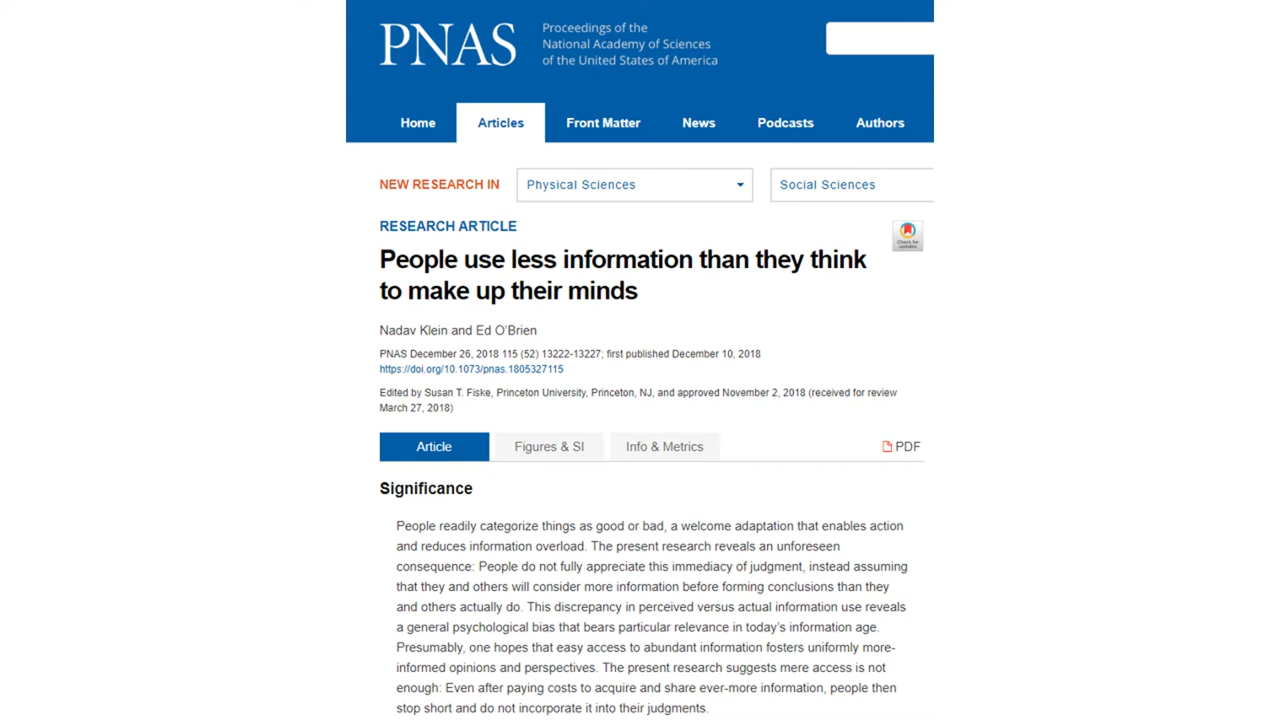 PNAS
Proceedings of the
National Academy of Sciences
of the United States of America
Home Articles Front Matter News Podcasts Authors
NEW RESEARCH IN Physical Sciences Social Sciences
RESEARCH ARTICLE
Check for
updates
People use less information than they think
to make up their minds
Nadav Klein and Ed O’Brien
PNAS December 26, 2018 115 (52) 13222-13227; first published December 10, 2018
https://doi.org/10.1073/pnas.1805327115
Edited by Susan T. Fiske, Princeton University, Princeton, NJ, and approved November 2, 2018 (received for review
March 27, 2018)
Article Figures & SI Info & Metrics PDF
Significance
People readily categorize things as good or bad, a welcome adaptation that enables action
and reduces information overload. The present research reveals an unforeseen
consequence: People do not fully appreciate this immediacy of judgment, instead assuming
that they and others will consider more information before forming conclusions than they
and others actually do. This discrepancy in perceived versus actual information use reveals
a general psychological bias that bears particular relevance in today’s information age.
Presumably, one hopes that easy access to abundant information fosters uniformly more-
informed opinions and perspectives. The present research suggests mere access is not
enough: Even after paying costs to acquire and share ever-more information, people then
stop short and do not incorporate it into their judgments.